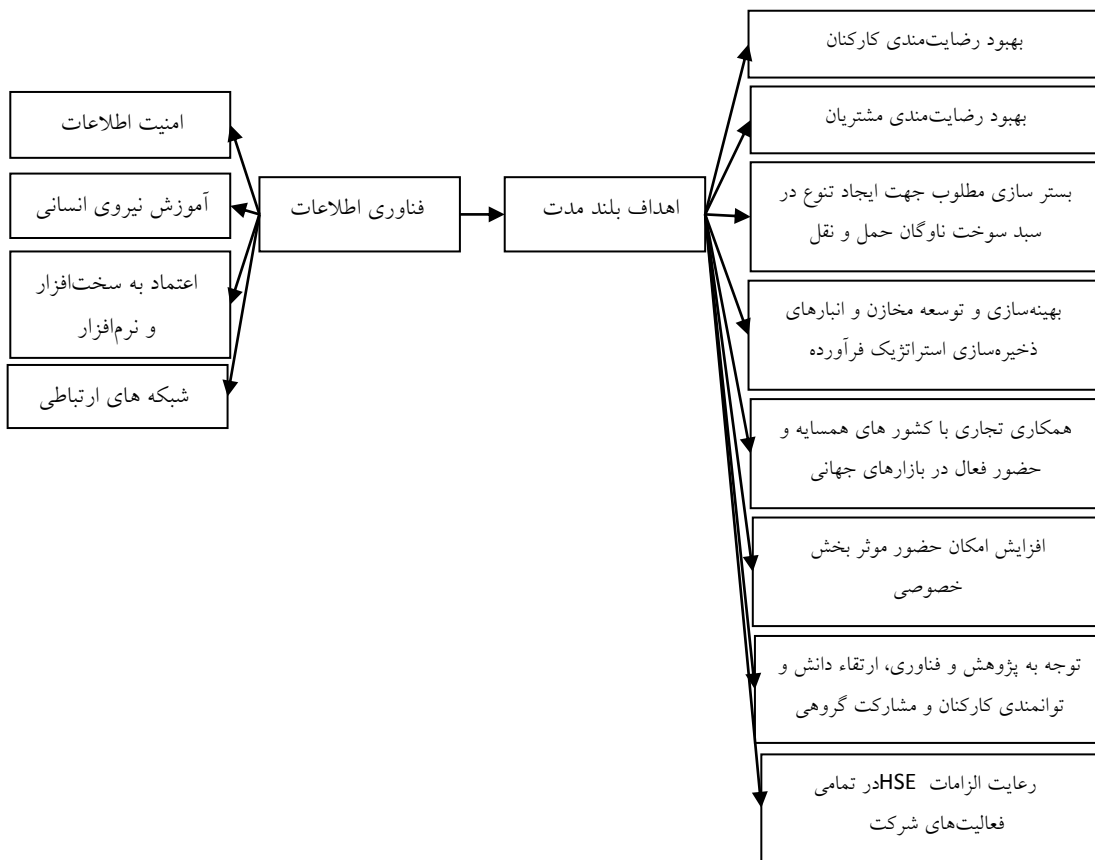 بهبود رضایت‌مندی کارکنان
بهبود رضایت‌مندی مشتریان
بستر سازی مطلوب جهت ایجاد تنوع در
سبد سوخت ناوگان حمل و نقل
بهینه‌سازی و توسعه مخازن و انبارهای
ذخیره‌سازی استراتژیک فرآورده
همکاری تجاری با کشور های همسایه و
حضور فعال در بازارهای جهانی
افزایش امکان حضور موثر بخش
خصوصی
توجه به پژوهش و فناوری، ارتقاء دانش و
توانمندی کارکنان و مشارکت گروهی
رعایت الزامات HSEدر تمامی
فعالیت‌های شرکت
اهداف بلند مدت
فناوری اطلاعات
امنیت اطلاعات
آموزش نیروی انسانی
اعتماد به سخت‌افزار
و نرم‌افزار
شبکه های ارتباطی